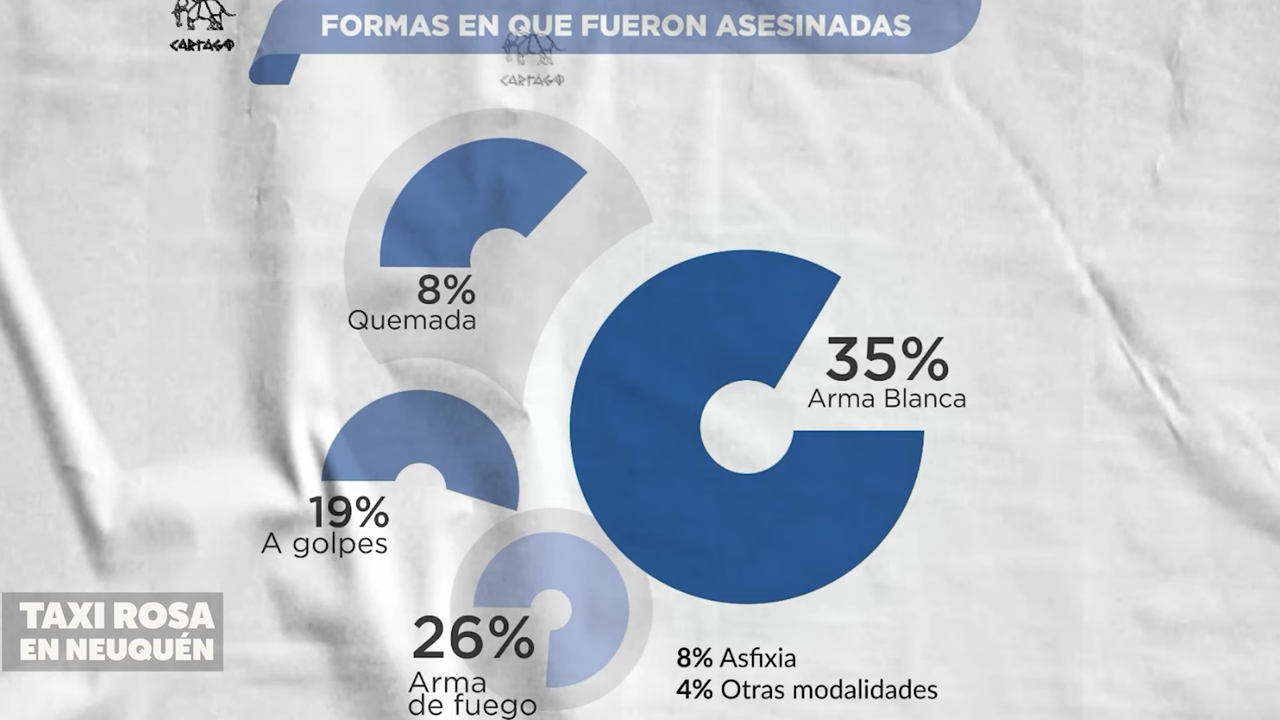 CARTAGO
FORMAS EN QUE FUERON ASESINADAS
CARTAGO
8%
Quemada
35%
Arma Blanca
19%
A golpes
26%
Arma
de fuego
8% Asfixia
4% Otras modalidades
TAXI ROSA
EN NEUQUÉN